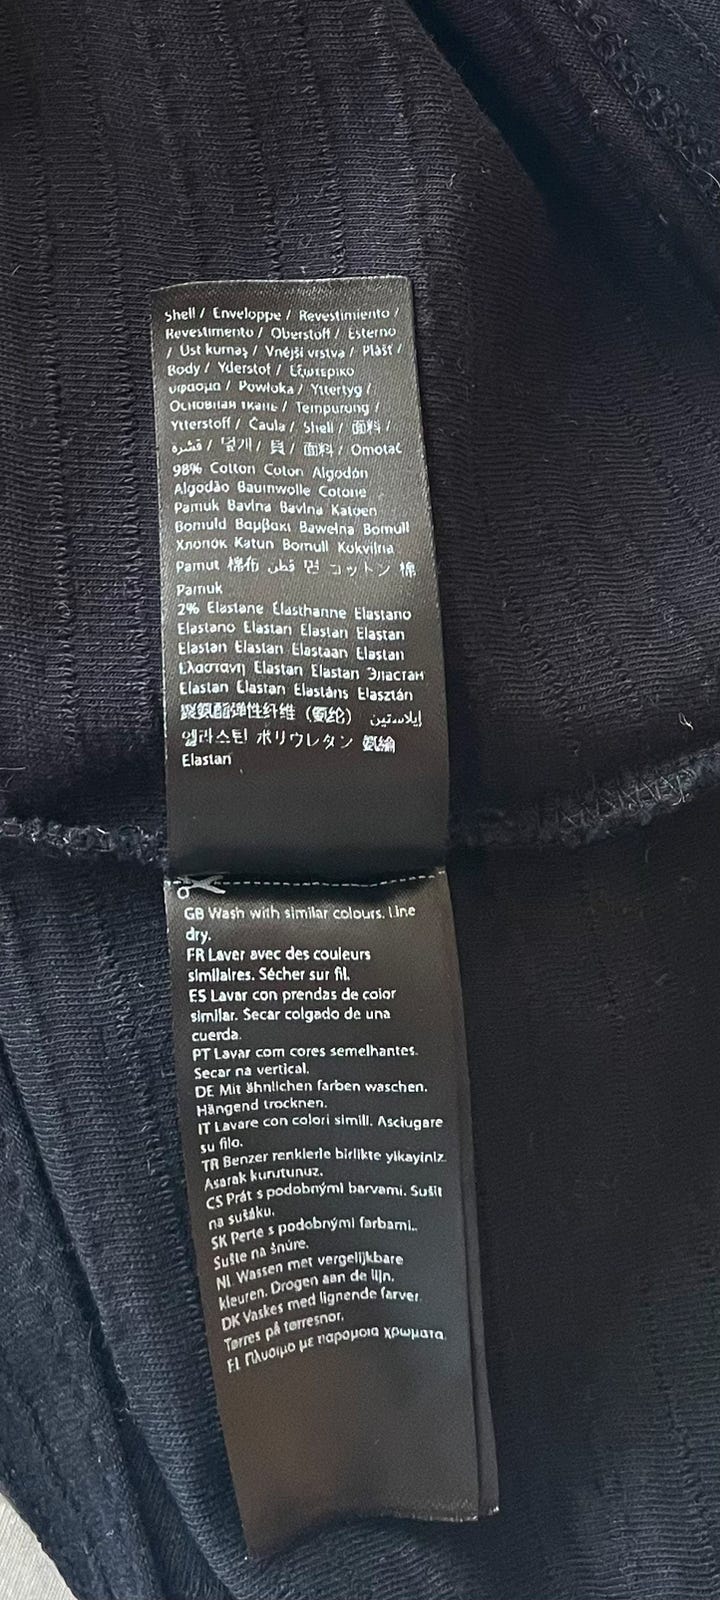 Shell / Enveloppe / Revestimiento /
Revestimento / Oberstoff / Esterno
/ Üst kumaş / Vnější vrstva / Plášť /
Body / Yderstof / Εξωτερικό
ύφασμα / Powłoka / Yttertyg /
Основная ткань / Tempurung /
Ytterstoff / Čaula / Shell / 面料 /
قشرة / 덮개 / 貝 / 面料 / Omotač
98% Cotton Coton Algodón
Algodão Baumwolle Cotone
Pamuk Bavlna Bavlna Katoen
Bomuld Βαμβάκι Bawełna Bomull
Хлопок Katun Bomull Kokvilna
Pamut 棉布 قطن 면 コットン 棉
Pamuk
2% Elastane Élasthanne Elastano
Elastano Elastan Elastan Elastan
Elastan Elastan Elastaan Elastan
Ελαστάνη Elastan Elastan Эластан
Elastan Elastan Elastāns Elasztán
聚氨酯弹性纤维 (氨纶) إيلاستين
엘라스틴 ポリウレタン 氨綸
Elastan
GB Wash with similar colours. Line
dry.
FR Laver avec des couleurs
similaires. Sécher sur fil.
ES Lavar con prendas de color
similar. Secar colgado de una
cuerda.
PT Lavar com cores semelhantes.
Secar na vertical.
DE Mit ähnlichen farben waschen.
Hängend trocknen.
IT Lavare con colori simili. Asciugare
su filo.
TR Benzer renklerle birlikte yikayiniz.
Asarak kurutunuz.
CS Prát s podobnými barvami. Sušit
na sušáku.
SK Perte s podobnými farbami..
Sušte na šnúre.
NL Wassen met vergelijkbare
kleuren. Drogen aan de lijn.
DK Vaskes med lignende farver.
Tørres på tørresnor.
EL Πλύσιμο με παρόμοια χρώματα.